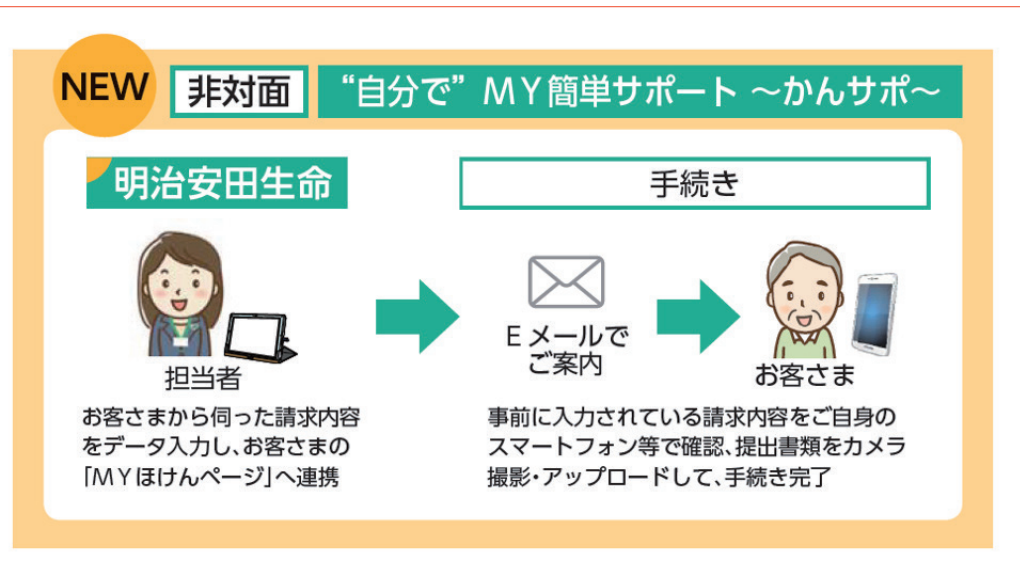 NEW
非対面
“自分で”ＭＹ簡単サポート ～かんサポ～
明治安田生命
手続き
Ｅメールで
ご案内
担当者
お客さま
お客さまから伺った請求内容
をデータ入力し、お客さまの
「ＭＹほけんページ」へ連携
事前に入力されている請求内容をご自身の
スマートフォン等で確認、提出書類をカメラ
撮影・アップロードして、手続き完了